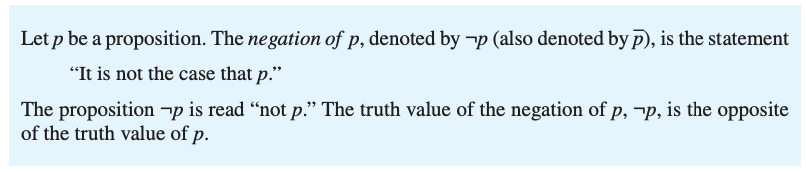 Let p be a proposition. The negation of p, denoted by ¬p (also denoted by p̅), is the statement
“It is not the case that p.”
The proposition ¬p is read “not p.” The truth value of the negation of p, ¬p, is the opposite
of the truth value of p.